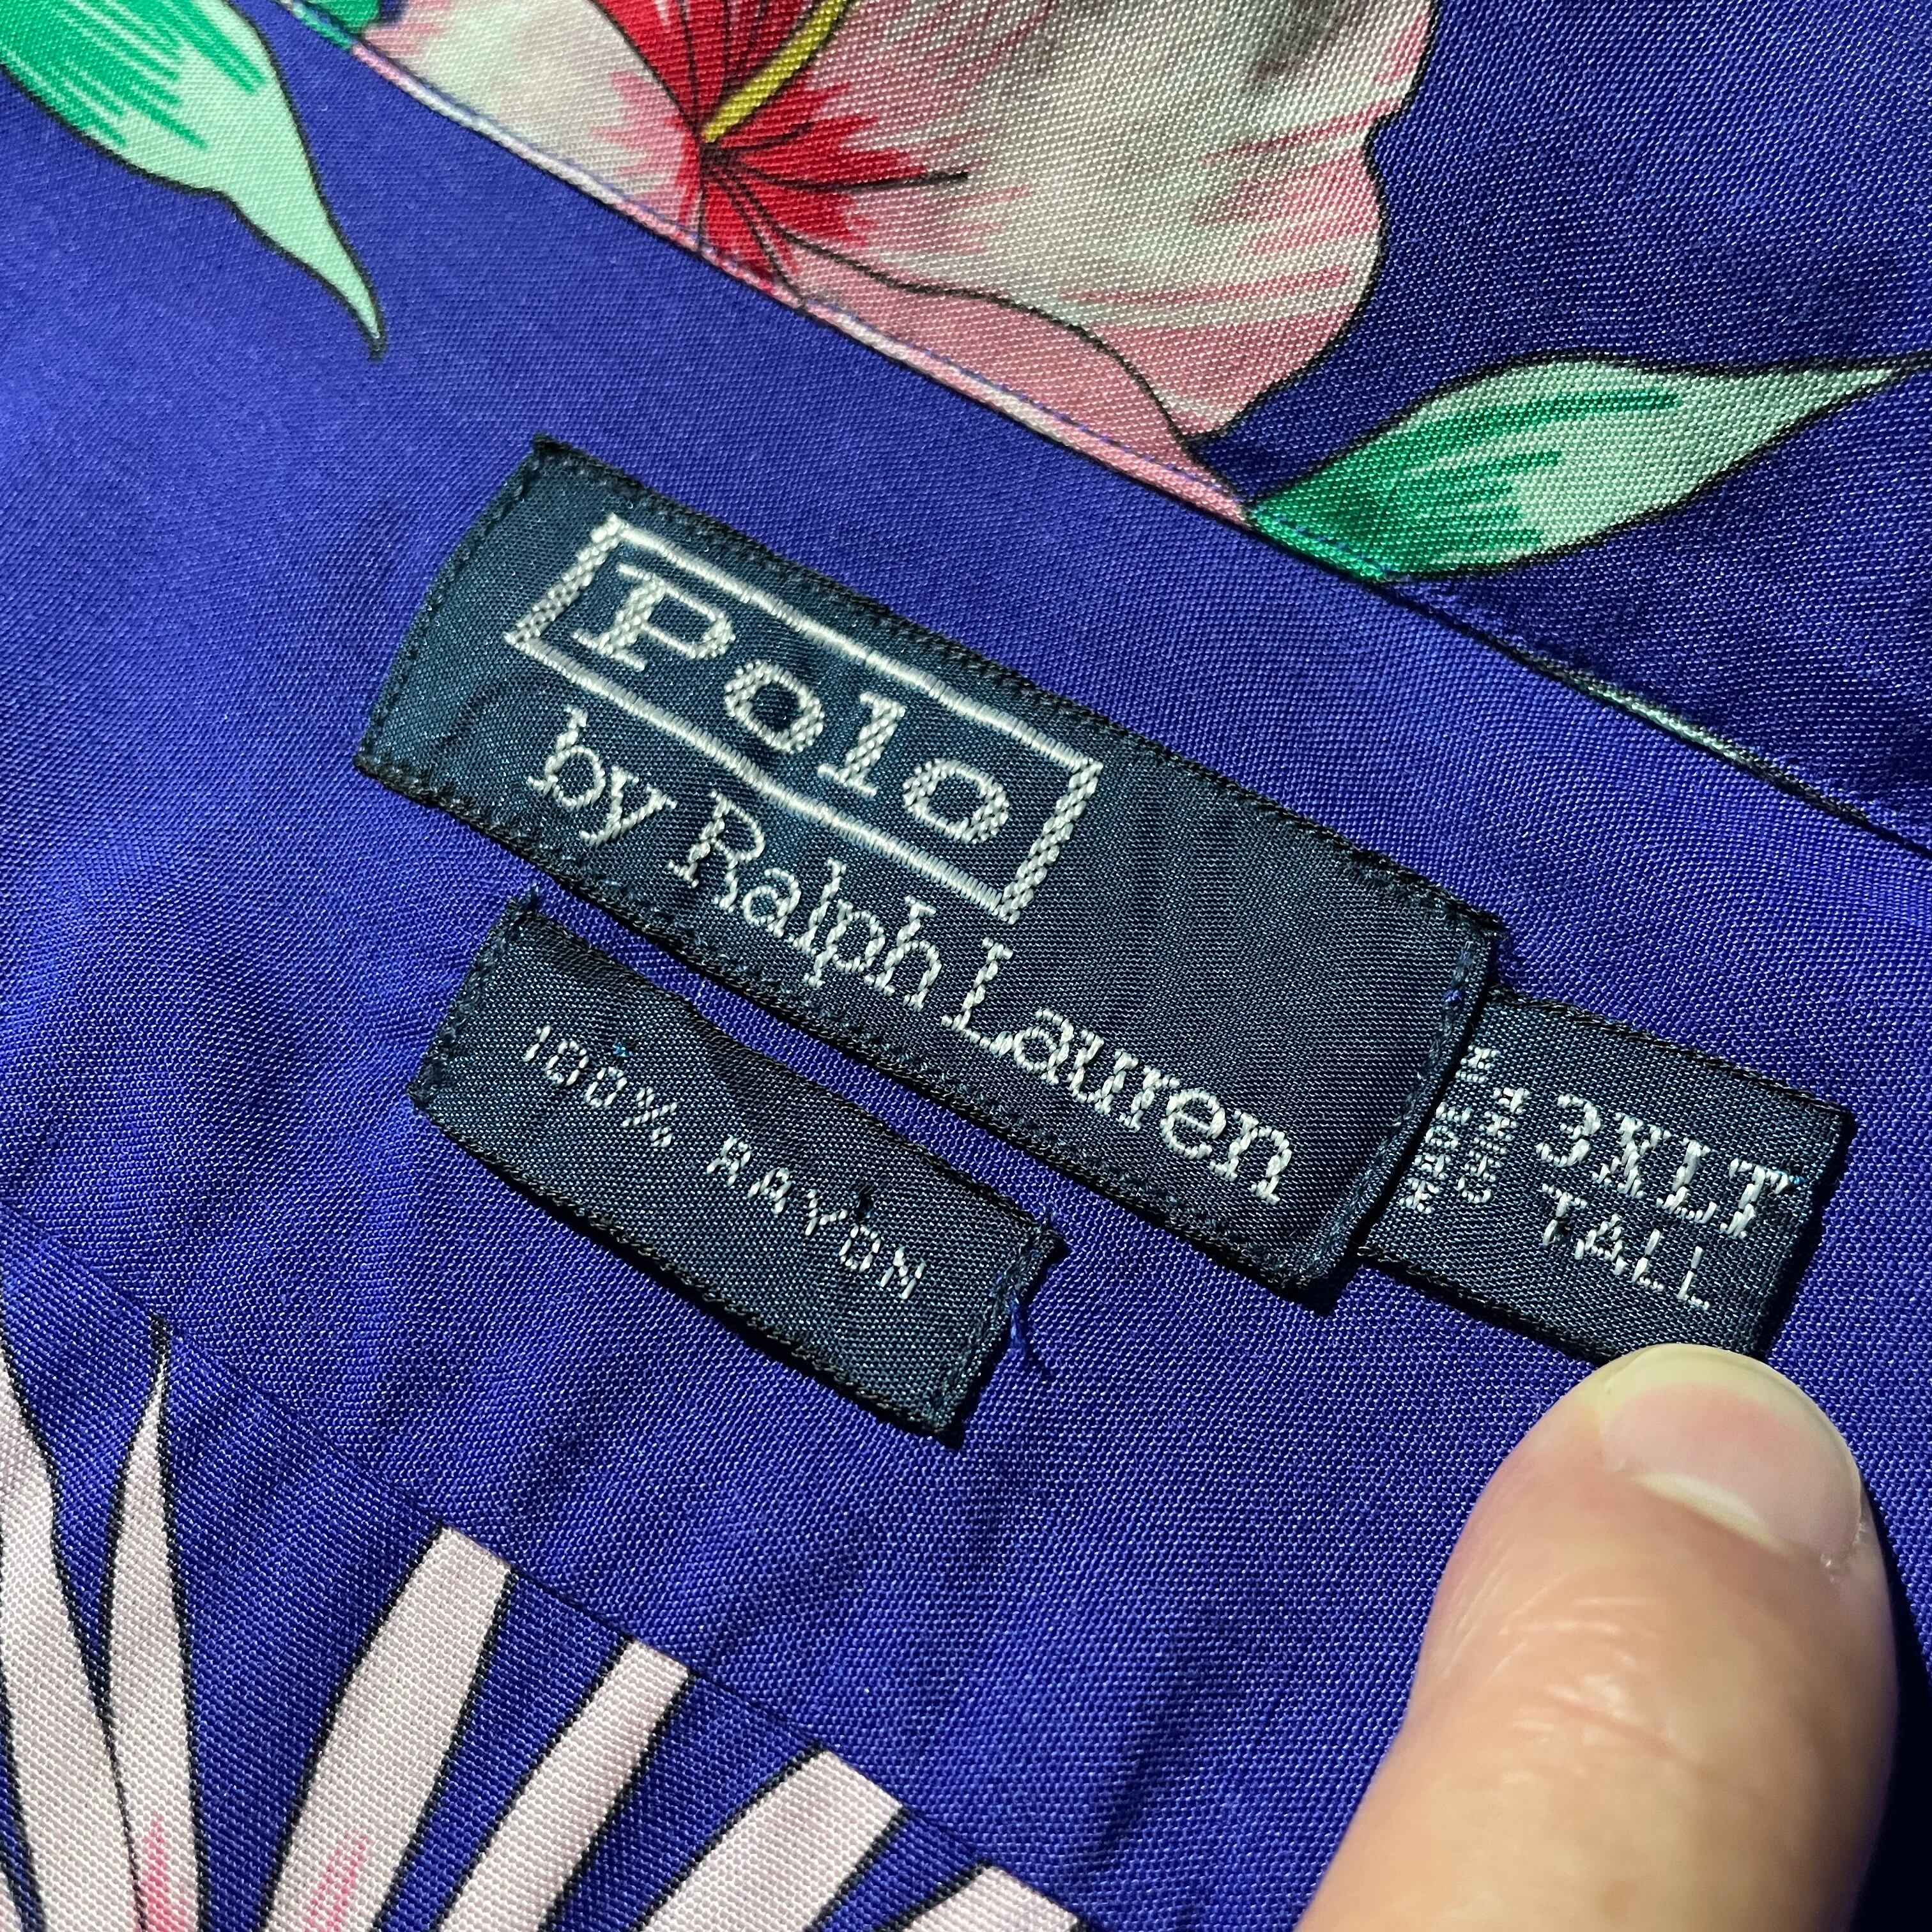 Polo
by Ralph Lauren
3XLT
TALL
100% RAYON